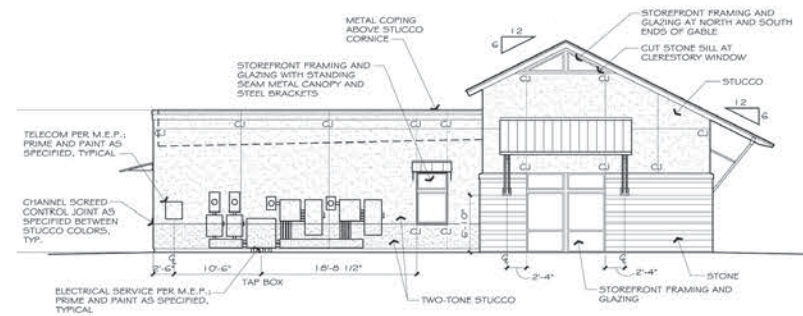 METAL COPING
ABOVE STUCCO
CORNICE
STOREFRONT FRAMING AND
GLAZING WITH STANDING
SEAM METAL CANOPY AND
STEEL BRACKETS
12
6
STOREFRONT FRAMING AND
GLAZING AT NORTH AND SOUTH
ENDS OF GABLE
CUT STONE SILL AT
CLERESTORY WINDOW
STUCCO
12
6
TELECOM PER M.E.P.;
PRIME AND PAINT AS
SPECIFIED, TYPICAL
CHANNEL SCREED
CONTROL JOINT AS
SPECIFIED BETWEEN
STUCCO COLORS,
TYP.
CJ
CJ
CJ
CJ
CJ
CJ
CJ
CJ
CJ
CJ
CJ
CJ
CJ
6'-10"
2'-6"
10'-6"
18'-8 1/2"
2'-4"
2'-4"
TAP BOX
ELECTRICAL SERVICE PER M.E.P.;
PRIME AND PAINT AS SPECIFIED,
TYPICAL
TWO-TONE STUCCO
STOREFRONT FRAMING AND
GLAZING
STONE